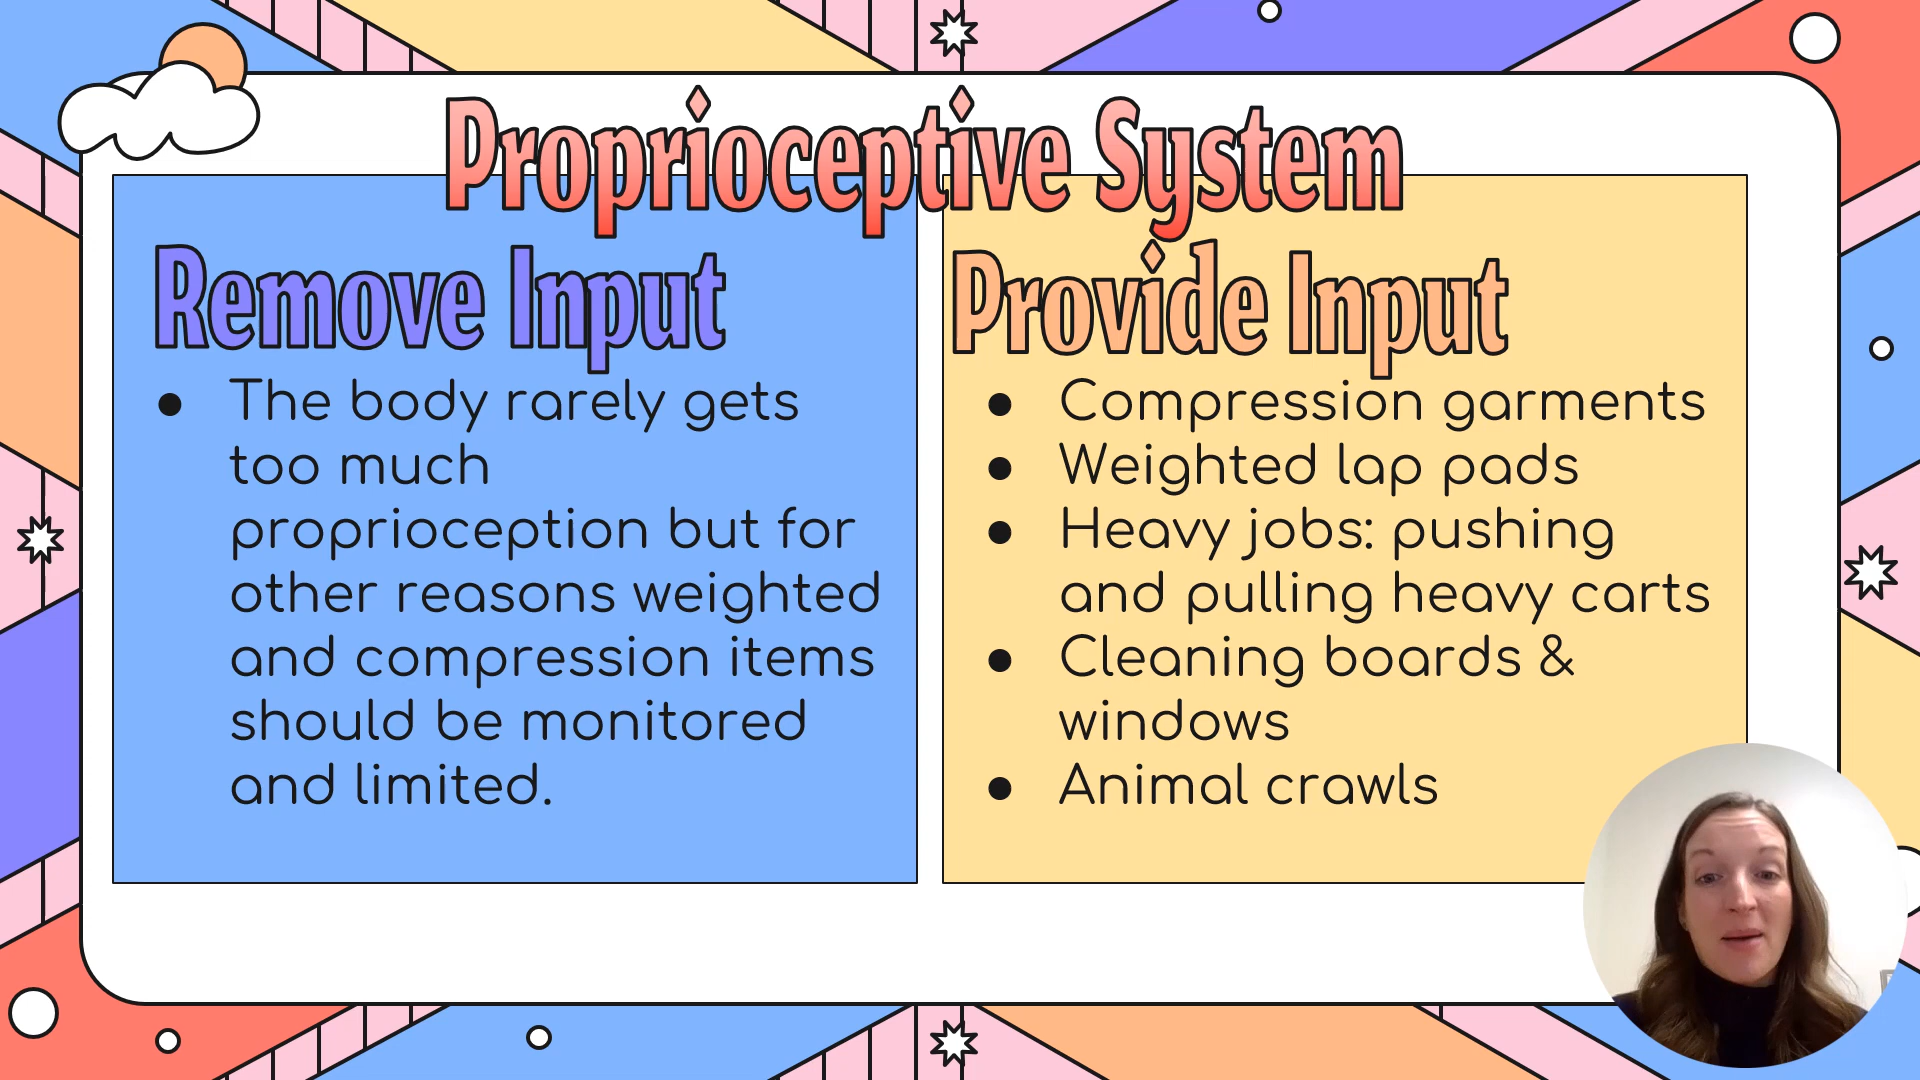 Proprioceptive System
Remove Input
● The body rarely gets
too much
proprioception but for
other reasons weighted
and compression items
should be monitored
and limited.
Provide Input
● Compression garments
● Weighted lap pads
● Heavy jobs: pushing
and pulling heavy carts
● Cleaning boards &
windows
● Animal crawls